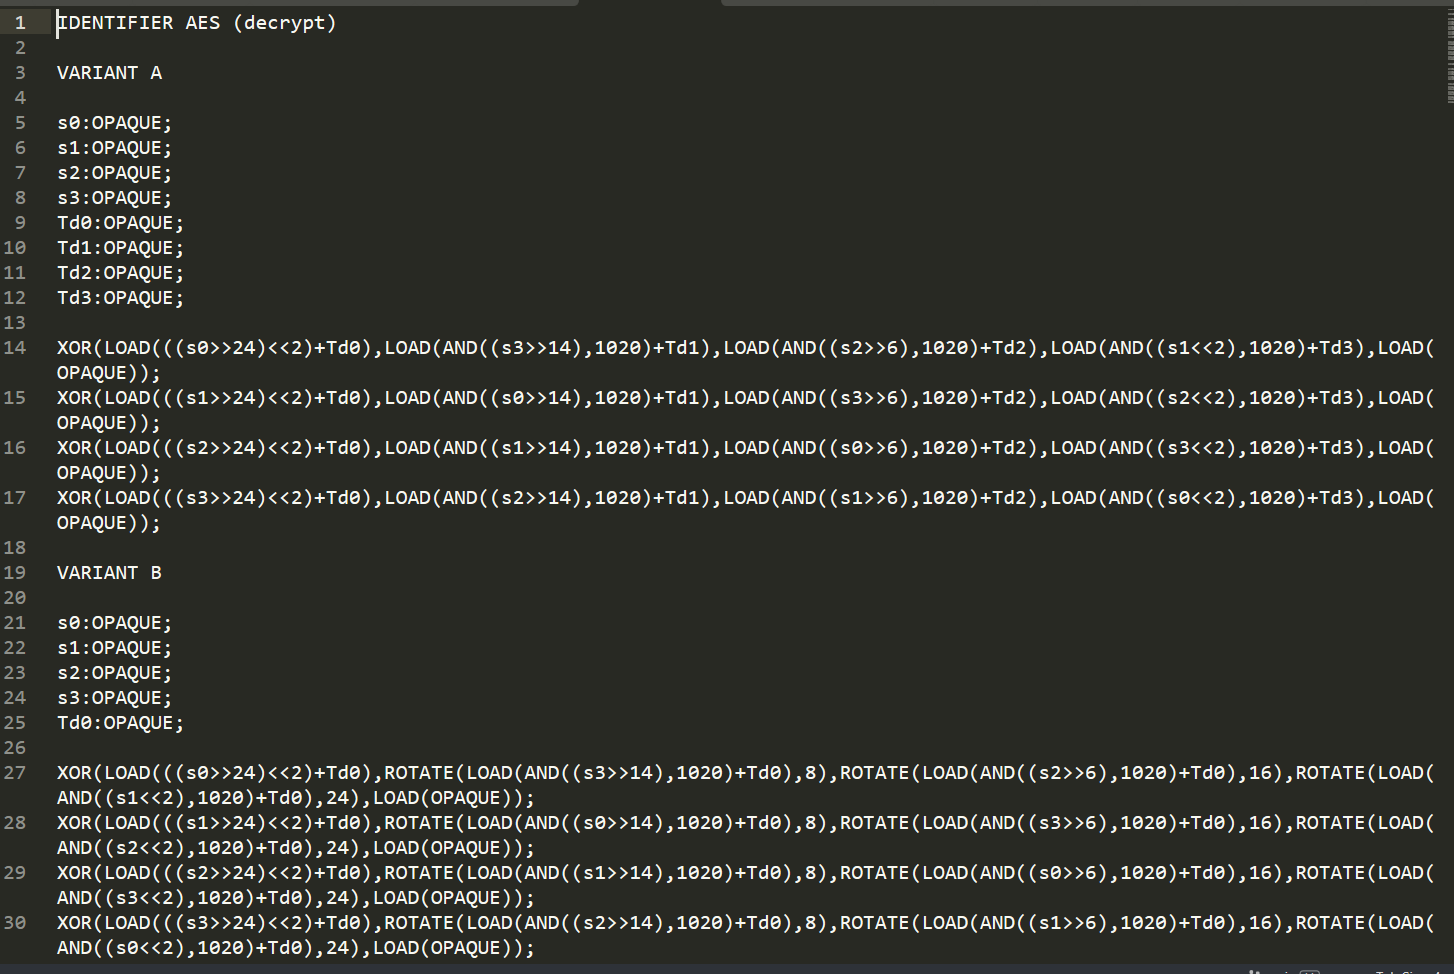 1 IDENTIFIER AES (decrypt)
2
3 VARIANT A
4
5 s0:OPAQUE;
6 s1:OPAQUE;
7 s2:OPAQUE;
8 s3:OPAQUE;
9 Td0:OPAQUE;
10 Td1:OPAQUE;
11 Td2:OPAQUE;
12 Td3:OPAQUE;
13
14 XOR(LOAD(((s0>>24)<<2)+Td0),LOAD(AND((s3>>14),1020)+Td1),LOAD(AND((s2>>6),1020)+Td2),LOAD(AND((s1<<2),1020)+Td3),LOAD(
OPAQUE));
15 XOR(LOAD(((s1>>24)<<2)+Td0),LOAD(AND((s0>>14),1020)+Td1),LOAD(AND((s3>>6),1020)+Td2),LOAD(AND((s2<<2),1020)+Td3),LOAD(
OPAQUE));
16 XOR(LOAD(((s2>>24)<<2)+Td0),LOAD(AND((s1>>14),1020)+Td1),LOAD(AND((s0>>6),1020)+Td2),LOAD(AND((s3<<2),1020)+Td3),LOAD(
OPAQUE));
17 XOR(LOAD(((s3>>24)<<2)+Td0),LOAD(AND((s2>>14),1020)+Td1),LOAD(AND((s1>>6),1020)+Td2),LOAD(AND((s0<<2),1020)+Td3),LOAD(
OPAQUE));
18
19 VARIANT B
20
21 s0:OPAQUE;
22 s1:OPAQUE;
23 s2:OPAQUE;
24 s3:OPAQUE;
25 Td0:OPAQUE;
26
27 XOR(LOAD(((s0>>24)<<2)+Td0),ROTATE(LOAD(AND((s3>>14),1020)+Td0),8),ROTATE(LOAD(AND((s2>>6),1020)+Td0),16),ROTATE(LOAD(
AND((s1<<2),1020)+Td0),24),LOAD(OPAQUE));
28 XOR(LOAD(((s1>>24)<<2)+Td0),ROTATE(LOAD(AND((s0>>14),1020)+Td0),8),ROTATE(LOAD(AND((s3>>6),1020)+Td0),16),ROTATE(LOAD(
AND((s2<<2),1020)+Td0),24),LOAD(OPAQUE));
29 XOR(LOAD(((s2>>24)<<2)+Td0),ROTATE(LOAD(AND((s1>>14),1020)+Td0),8),ROTATE(LOAD(AND((s0>>6),1020)+Td0),16),ROTATE(LOAD(
AND((s3<<2),1020)+Td0),24),LOAD(OPAQUE));
30 XOR(LOAD(((s3>>24)<<2)+Td0),ROTATE(LOAD(AND((s2>>14),1020)+Td0),8),ROTATE(LOAD(AND((s1>>6),1020)+Td0),16),ROTATE(LOAD(
AND((s0<<2),1020)+Td0),24),LOAD(OPAQUE));